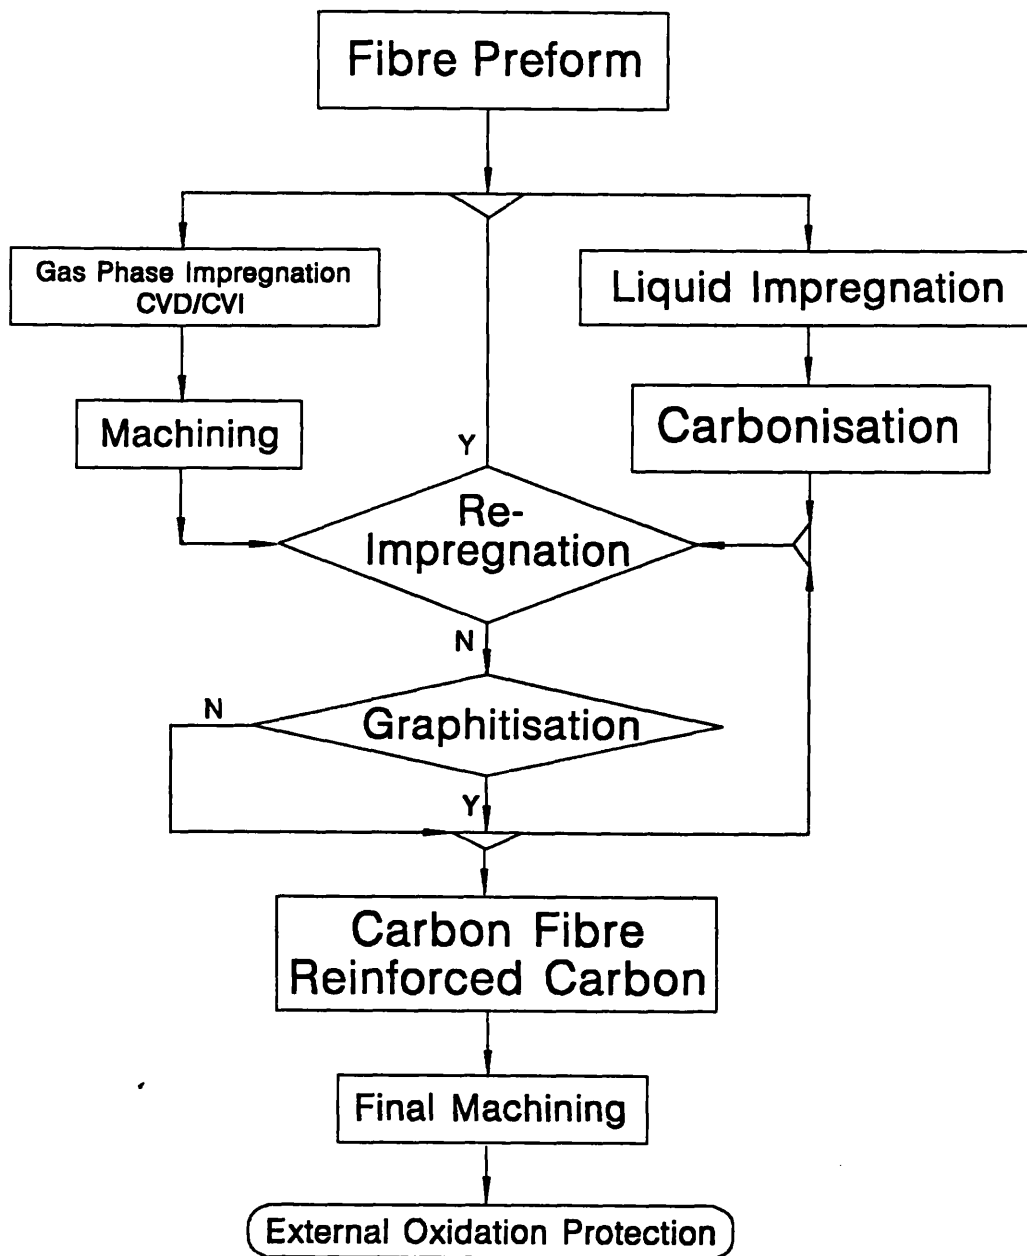 Fibre Preform
Gas Phase Impregnation
CVD/CVI
Liquid Impregnation
Machining
Carbonisation
Y
Re-
Impregnation
N
N
Graphitisation
Y
Carbon Fibre
Reinforced Carbon
Final Machining
External Oxidation Protection